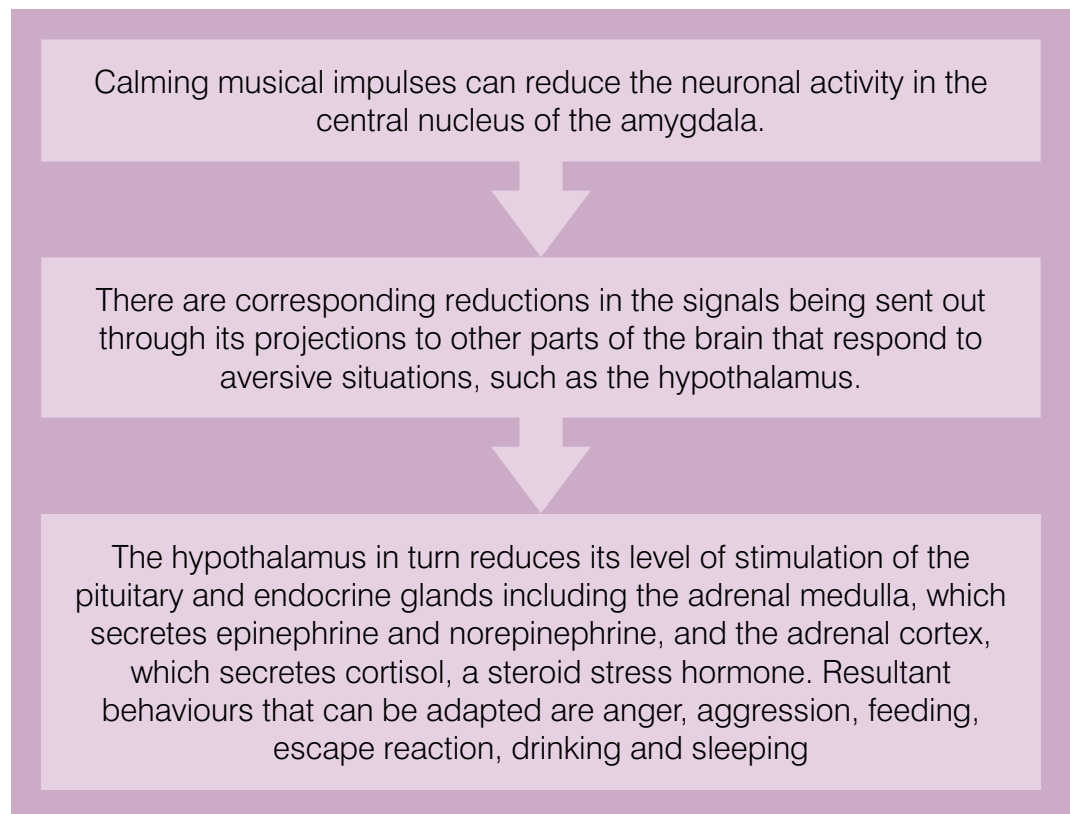 Calming musical impulses can reduce the neuronal activity in the
central nucleus of the amygdala.
There are corresponding reductions in the signals being sent out
through its projections to other parts of the brain that respond to
aversive situations, such as the hypothalamus.
The hypothalamus in turn reduces its level of stimulation of the
pituitary and endocrine glands including the adrenal medulla, which
secretes epinephrine and norepinephrine, and the adrenal cortex,
which secretes cortisol, a steroid stress hormone. Resultant
behaviours that can be adapted are anger, aggression, feeding,
escape reaction, drinking and sleeping